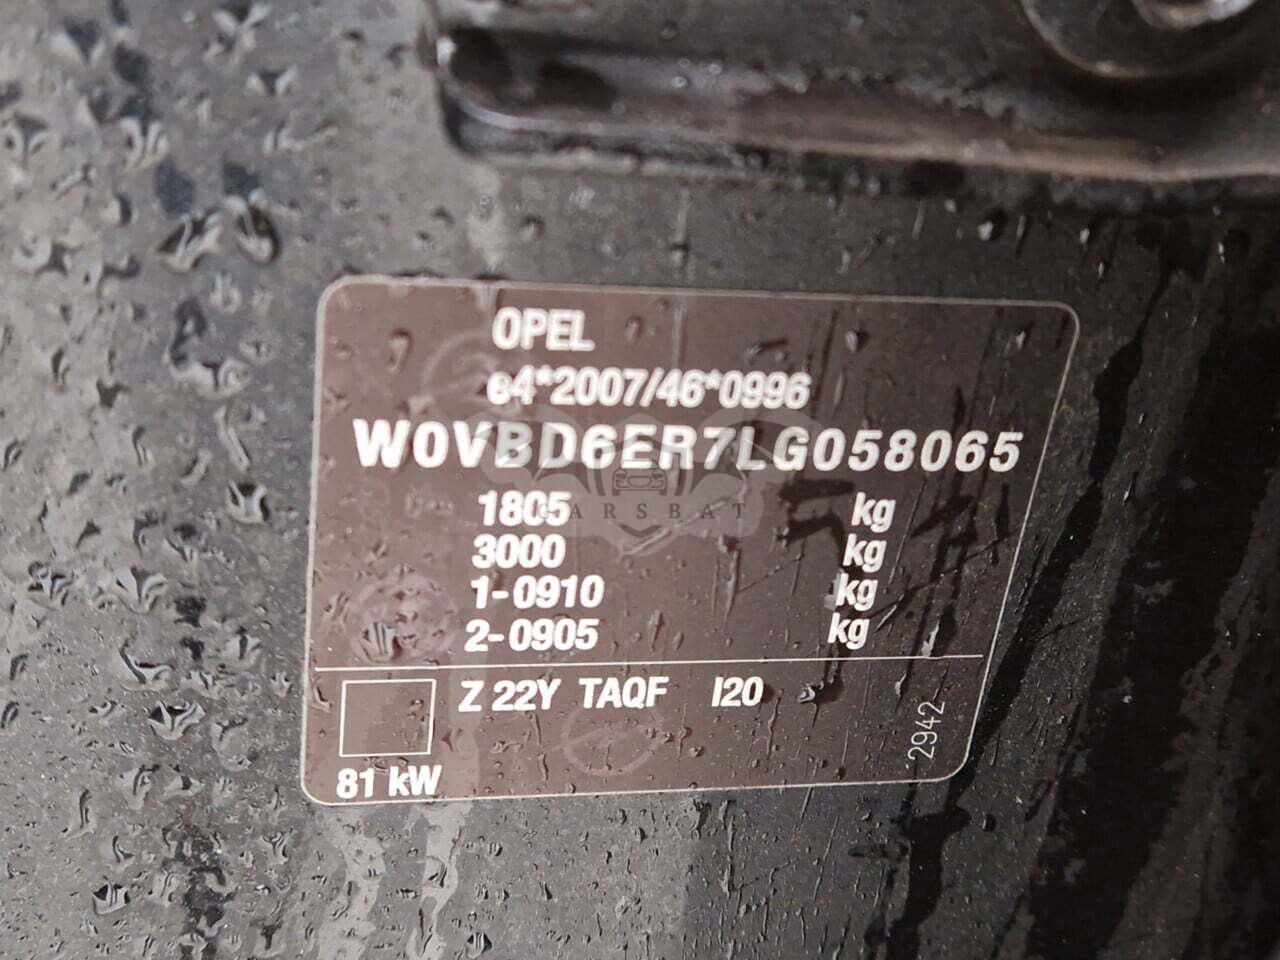 OPEL
e4*2007/46*0996
W0VBD6ER7LG058065
CARSBAT
1805 kg
3000 kg
1-0910 kg
2-0905 kg
Z 22Y TAQF I20
2942
81 kW